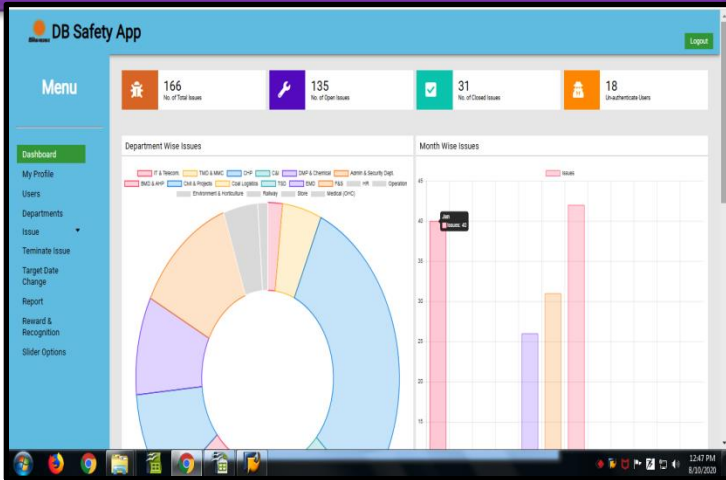 DB Safety App
Logout
Menu
Dashboard
My Profile
Users
Departments
Issue
Teminate Issue
Target Date
Change
Report
Reward &
Recognition
Slider Options
166
No. of Total Issues
135
No. of Open Issues
31
No. of Closed Issues
18
Un-authenticate Users
Department Wise Issues
IT & Telecom. TMD & MMC CHP C&I DMP & Chemical Admin & Security Dept.
BMD & AHP Civil & Projects Coal Logistics TSD EMD F&S HR Operation
Environment & Horticulture Railway Store Medical (OHC)
Month Wise Issues
Issues
45
40
35
30
25
20
15
Jan
Issues: 40
12:47 PM
8/10/2020